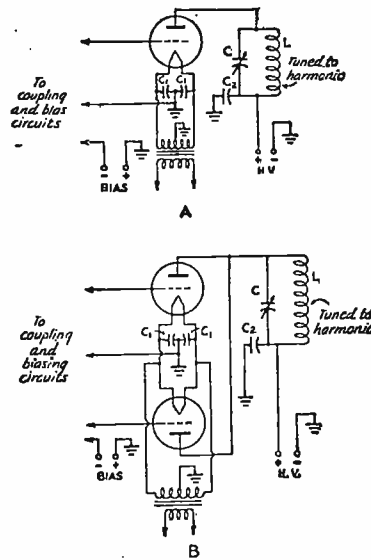 C
L
Tuned to
harmonic
C₁ C₁
C₂
To
coupling
and bias
circuits
- +
BIAS
+ -
H.V.
A
C
L₁
Tuned to
harmonic
C₂
To
coupling
and
biasing
circuits
C₁ C₁
- +
BIAS
+ -
H.V.
B